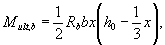 M_{ult,b} = \frac{1}{2} R_b b x \left( h_0 - \frac{1}{3} x \right),